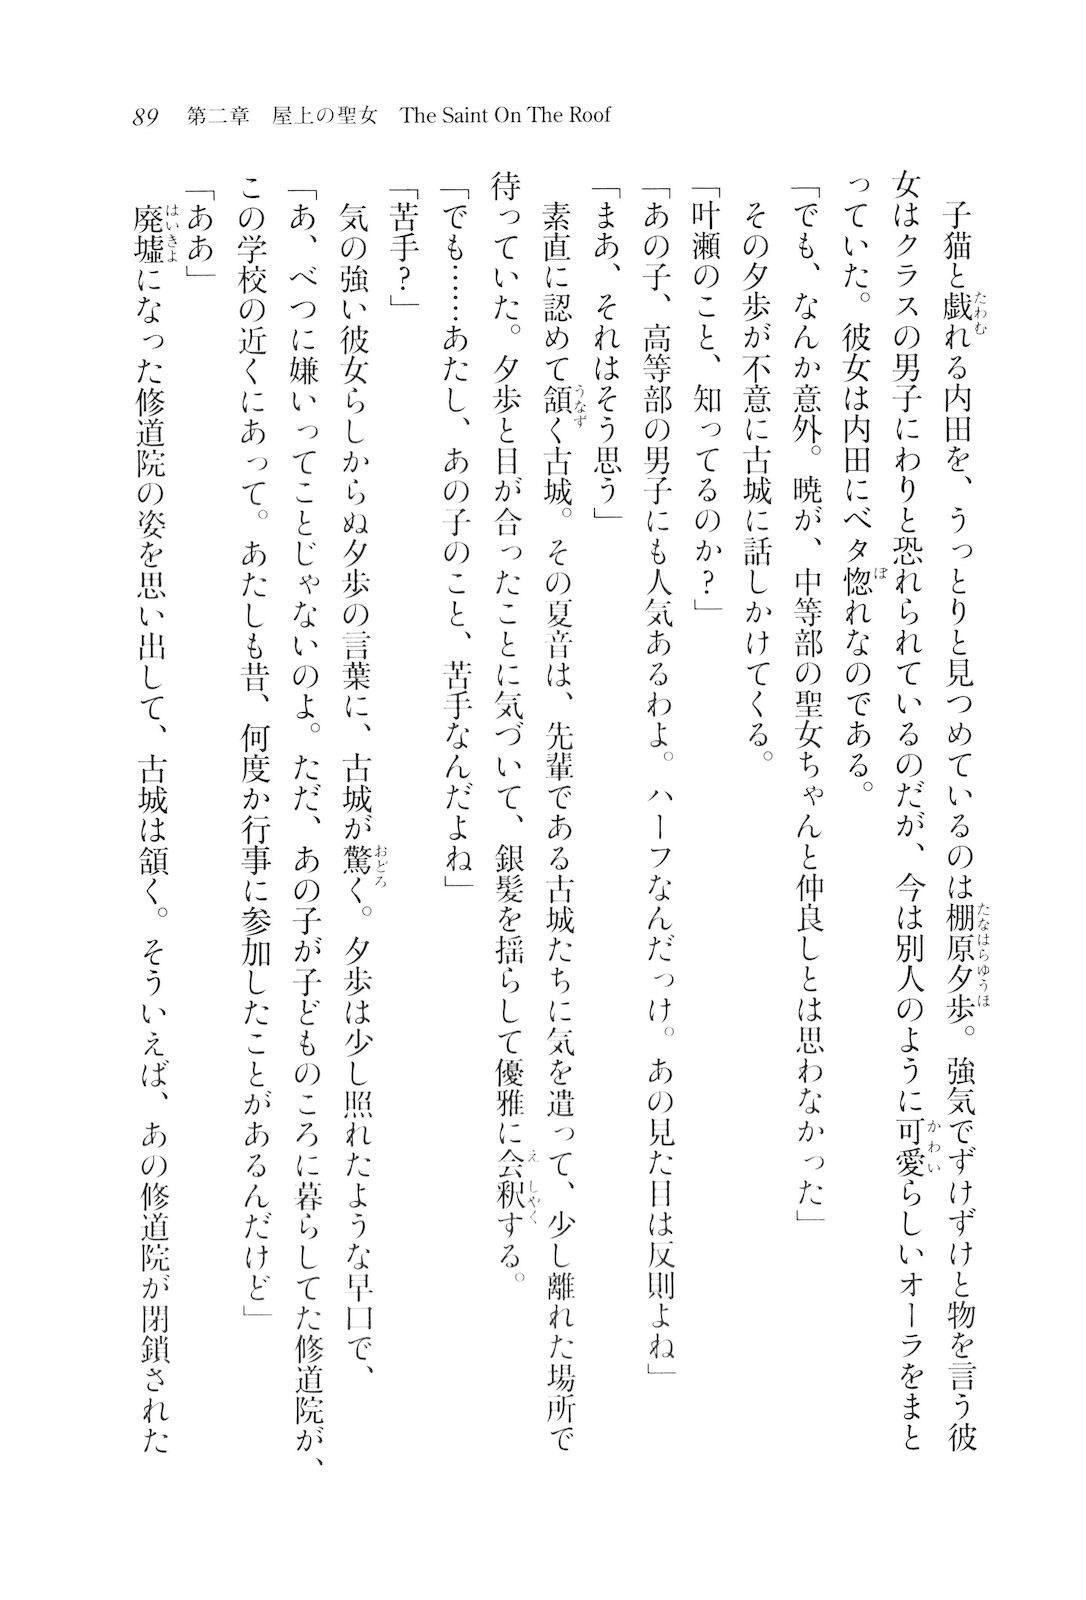 89 第二章 屋上の聖女 The Saint On The Roof
子猫と戯れる内田を、うっとりと見つめているのは棚原夕歩。強気でずけずけと物を言う彼
女はクラスの男子にわりと恐れられているのだが、今は別人のように可愛らしいオーラをまと
っていた。彼女は内田にベタ惚れなのである。
「でも、なんか意外。暁が、中等部の聖女ちゃんと仲良しとは思わなかった」
その夕歩が不意に古城に話しかけてくる。
「叶瀬のこと、知ってるのか？」
「あの子、高等部の男子にも人気あるわよ。ハーフなんだっけ。あの見た目は反則よね」
「まあ、それはそう思う」
素直に認めて頷く古城。その夏音は、先輩である古城たちに気を遣って、少し離れた場所で
待っていた。夕歩と目が合ったことに気づいて、銀髪を揺らして優雅に会釈する。
「でも……あたし、あの子のこと、苦手なんだよね」
「苦手？」
気の強い彼女らしからぬ夕歩の言葉に、古城が驚く。夕歩は少し照れたような早口で、
「あ、べつに嫌いってことじゃないのよ。ただ、あの子が子どものころに暮らしてた修道院が、
この学校の近くにあって。あたしも昔、何度か行事に参加したことがあるんだけど」
「ああ」
廃墟になった修道院の姿を思い出して、古城は頷く。そういえば、あの修道院が閉鎖された